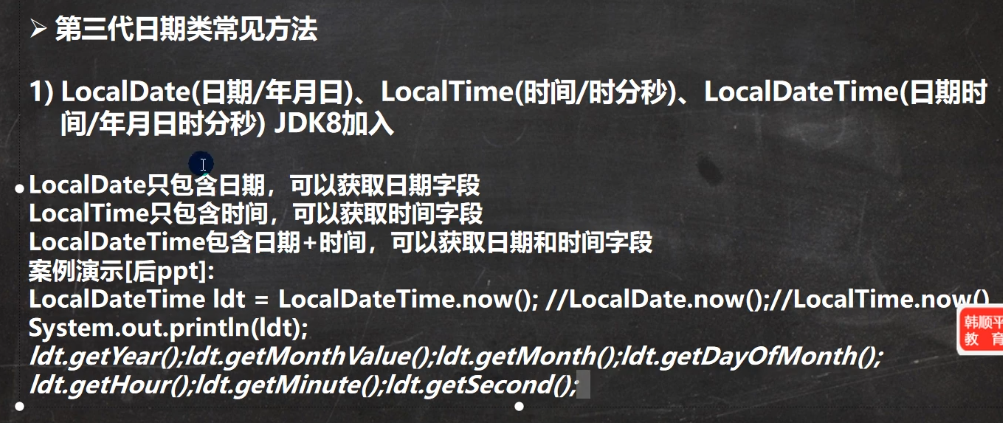 ➢ 第三代日期类常见方法
1) LocalDate(日期/年月日)、LocalTime(时间/时分秒)、LocalDateTime(日期时
间/年月日时分秒) JDK8加入
LocalDate只包含日期，可以获取日期字段
LocalTime只包含时间，可以获取时间字段
LocalDateTime包含日期+时间，可以获取日期和时间字段
案例演示[后ppt]:
LocalDateTime ldt = LocalDateTime.now(); //LocalDate.now();//LocalTime.now()
System.out.println(ldt);
ldt.getYear();ldt.getMonthValue();ldt.getMonth();ldt.getDayOfMonth();
ldt.getHour();ldt.getMinute();ldt.getSecond();
韩顺平
教育